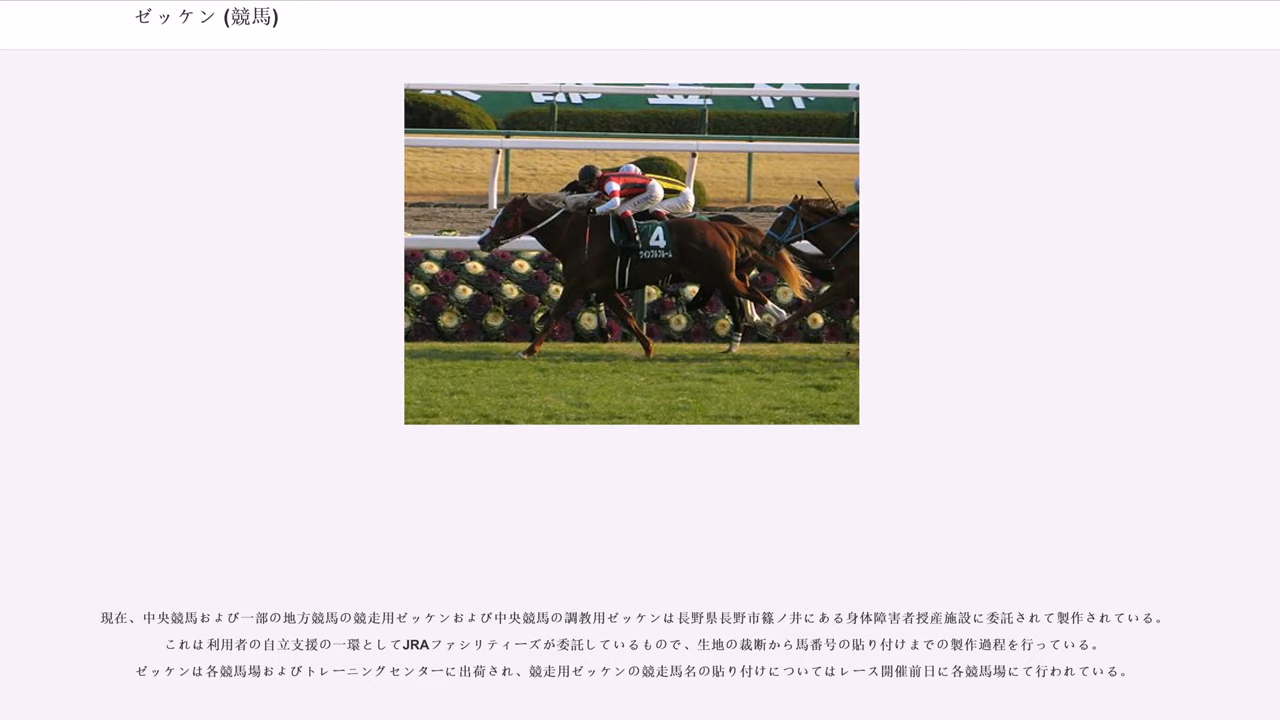 ゼッケン (競馬)
4
ウインフルブルーム
現在、中央競馬および一部の地方競馬の競走用ゼッケンおよび中央競馬の調教用ゼッケンは長野県長野市篠ノ井にある身体障害者授産施設に委託されて製作されている。
これは利用者の自立支援の一環としてJRAファシリティーズが委託しているもので、生地の裁断から馬番号の貼り付けまでの製作過程を行っている。
ゼッケンは各競馬場およびトレーニングセンターに出荷され、競走用ゼッケンの競走馬名の貼り付けについてはレース開催前日に各競馬場にて行われている。